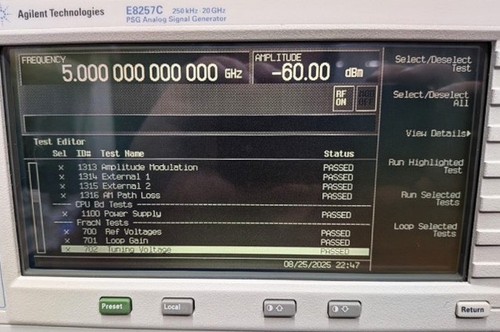 Agilent Technologies
E8257C 250 kHz - 20 GHz
PSG Analog Signal Generator
FREQUENCY
5.000 000 000 000 GHz
AMPLITUDE
-60.00 dBm
RF
ON
Select/Deselect
Test
Select/Deselect
All
View Details
Run Highlighted
Test
Run Selected
Tests
Loop Selected
Tests
Test Editor
Sel ID# Test Name Status
X 1313 Amplitude Modulation PASSED
X 1314 External 1 PASSED
X 1315 External 2 PASSED
X 1316 AM Path Loss PASSED
CPU Bd Tests
X 1100 Power Supply PASSED
FracN Tests
X 700 Ref Voltages PASSED
X 701 Loop Gain PASSED
X 702 Tuning Voltage PASSED
08/25/2025 22:47
Preset
Local
Return